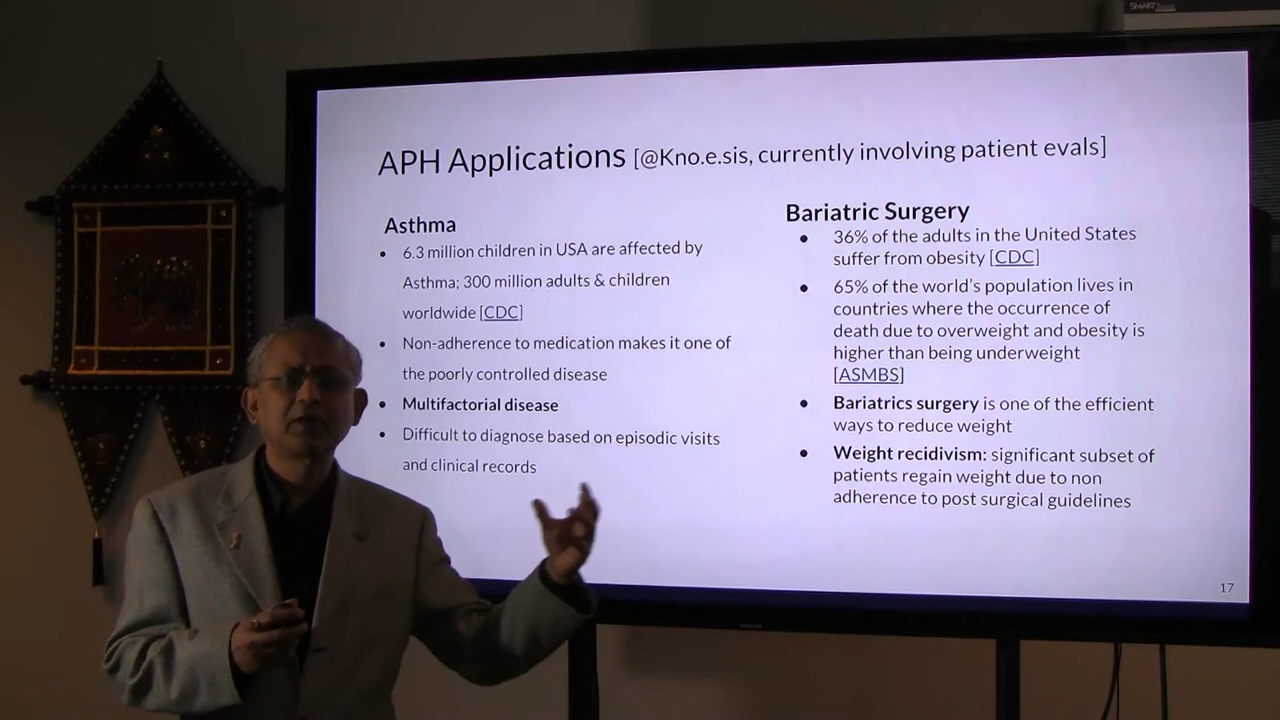 SMART
APH Applications [@Kno.e.sis, currently involving patient evals]
Asthma
• 6.3 million children in USA are affected by
Asthma; 300 million adults & children
worldwide [CDC]
• Non-adherence to medication makes it one of
the poorly controlled disease
• Multifactorial disease
• Difficult to diagnose based on episodic visits
and clinical records
Bariatric Surgery
• 36% of the adults in the United States
suffer from obesity [CDC]
• 65% of the world's population lives in
countries where the occurrence of
death due to overweight and obesity is
higher than being underweight
[ASMBS]
• Bariatrics surgery is one of the efficient
ways to reduce weight
• Weight recidivism: significant subset of
patients regain weight due to non
adherence to post surgical guidelines
17